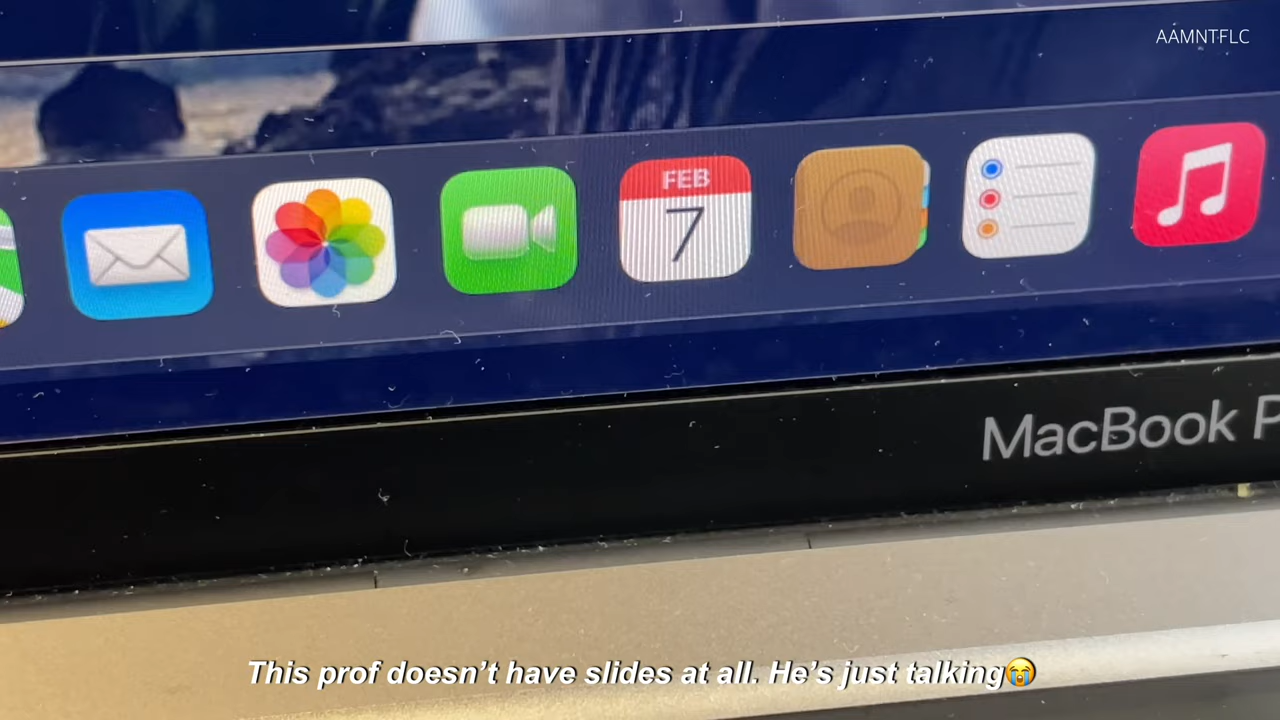 AAMNTFLC
FEB
7
MacBook P
This prof doesn’t have slides at all. He’s just talking😭